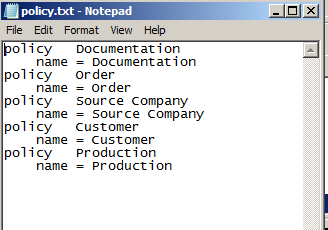 policy.txt - Notepad
File Edit Format View Help
policy   Documentation
    name = Documentation
policy   Order
    name = Order
policy   Source Company
    name = Source Company
policy   Customer
    name = Customer
policy   Production
    name = Production